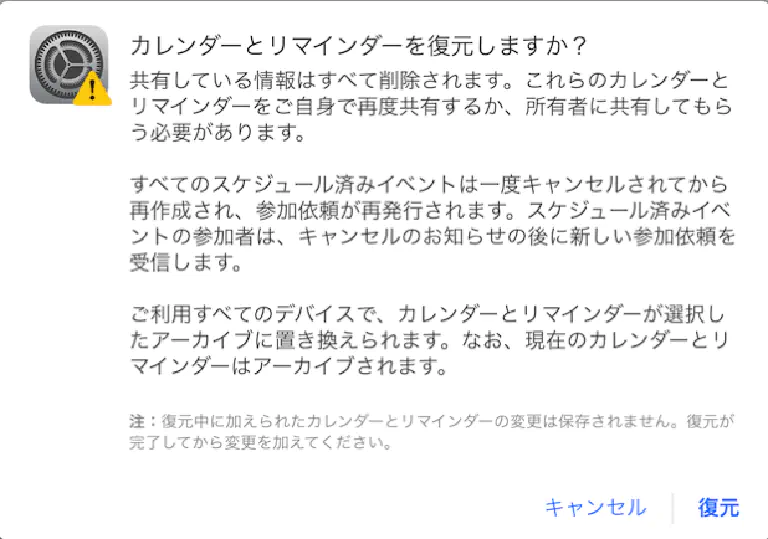 カレンダーとリマインダーを復元しますか？
共有している情報はすべて削除されます。これらのカレンダーと
リマインダーをご自身で再度共有するか、所有者に共有してもら
う必要があります。
すべてのスケジュール済みイベントは一度キャンセルされてから
再作成され、参加依頼が再発行されます。スケジュール済みイベ
ントの参加者は、キャンセルのお知らせの後に新しい参加依頼を
受信します。
ご利用すべてのデバイスで、カレンダーとリマインダーが選択し
たアーカイブに置き換えられます。なお、現在のカレンダーとリ
マインダーはアーカイブされます。
注：復元中に加えられたカレンダーとリマインダーの変更は保存されません。復元が
完了してから変更を加えてください。
キャンセル 復元